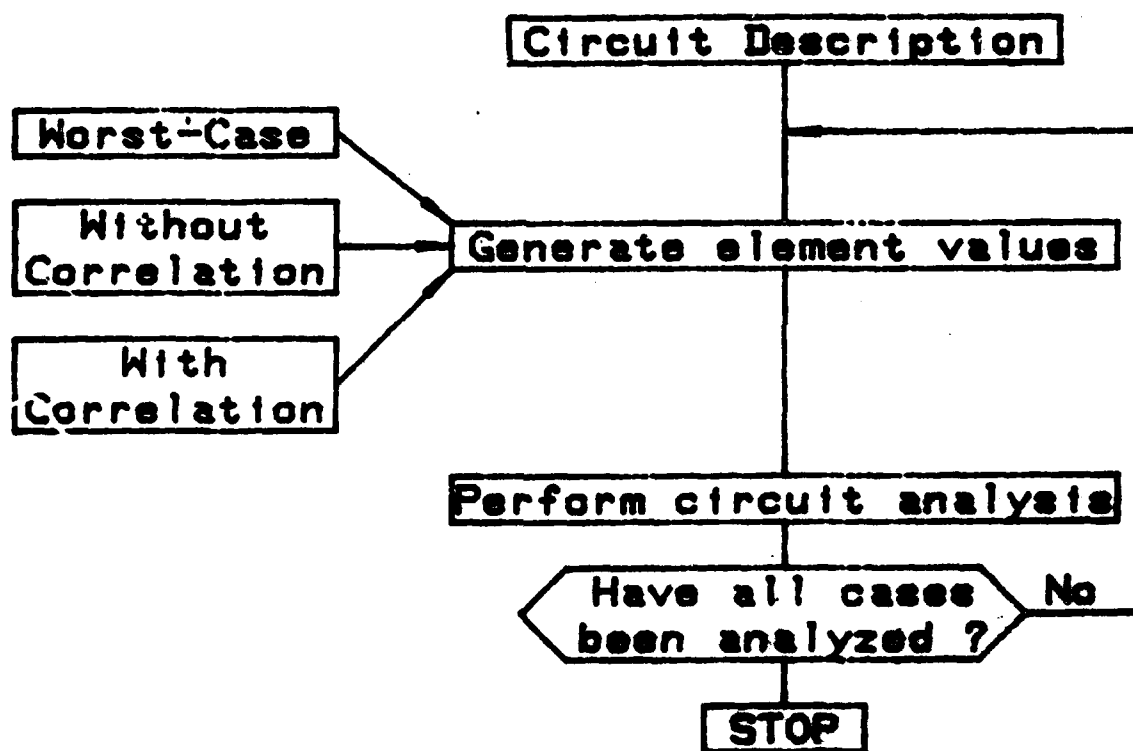 Circuit Description
Worst-Case
Without
Correlation
Generate element values
With
Correlation
Perform circuit analysis
Have all cases
been analyzed ?
No
STOP